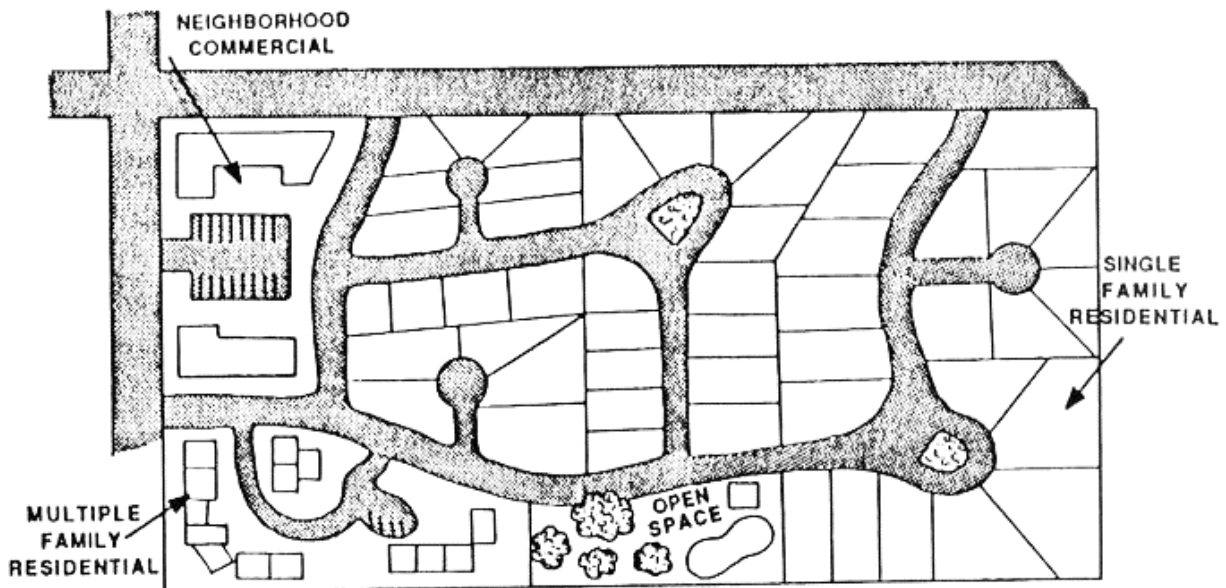 NEIGHBORHOOD
COMMERCIAL
SINGLE
FAMILY
RESIDENTIAL
OPEN
SPACE
MULTIPLE
FAMILY
RESIDENTIAL